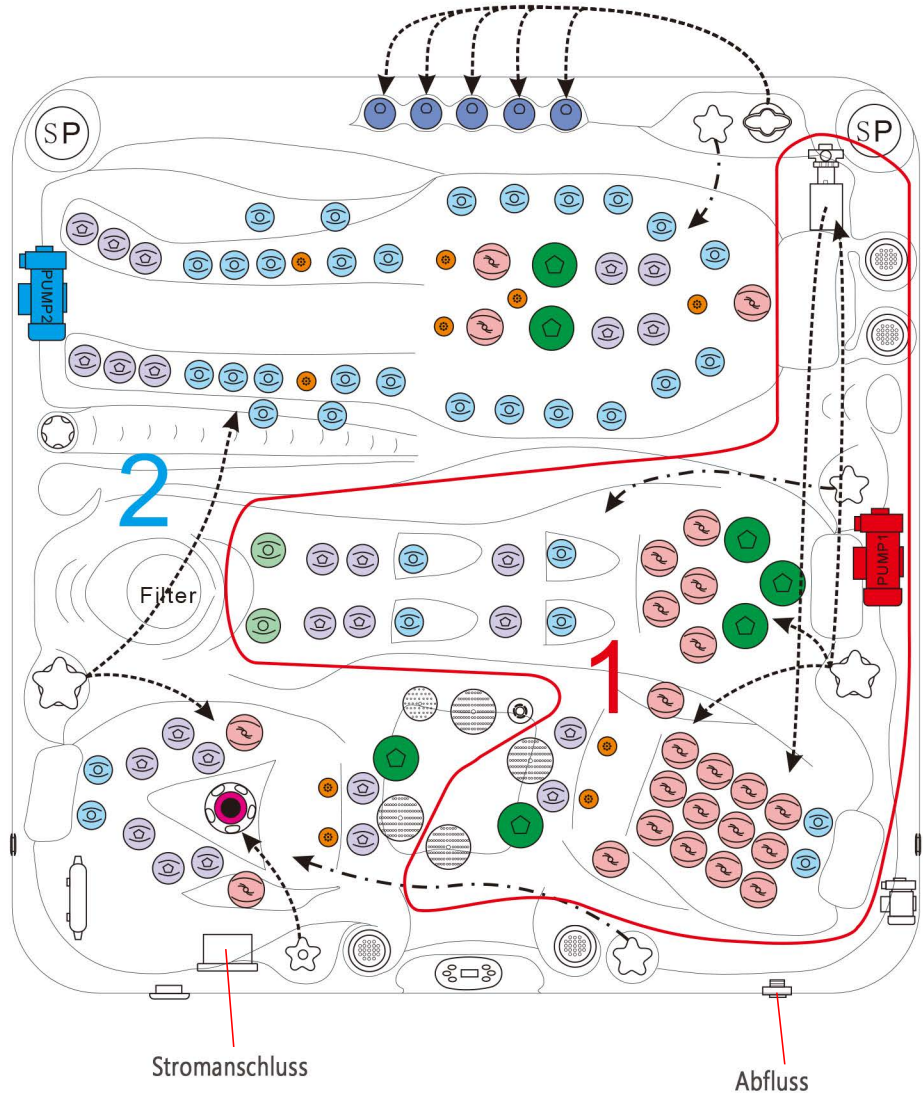 SP
SP
PUMP2
2
PUMP1
Filter
1
Stromanschluss
Abfluss